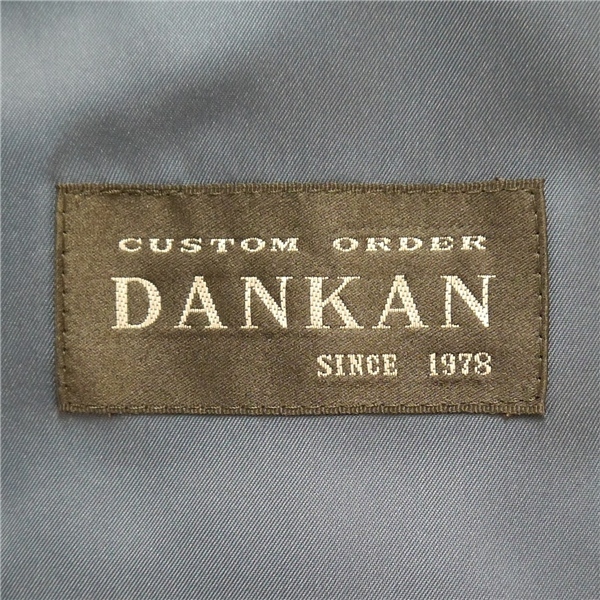 CUSTOM ORDER
DANKAN
SINCE 1978